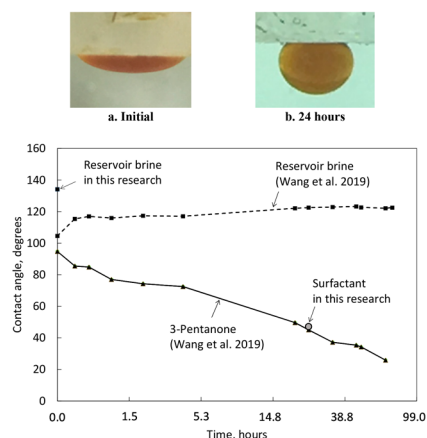 a. Initial
b. 24 hours
160
140
120
100
80
60
40
20
0
Contact angle, degrees
Reservoir brine
in this research
Reservoir brine
(Wang et al. 2019)
Surfactant
in this research
3-Pentanone
(Wang et al. 2019)
0.0
1.5
5.3
14.8
38.8
99.0
Time, hours